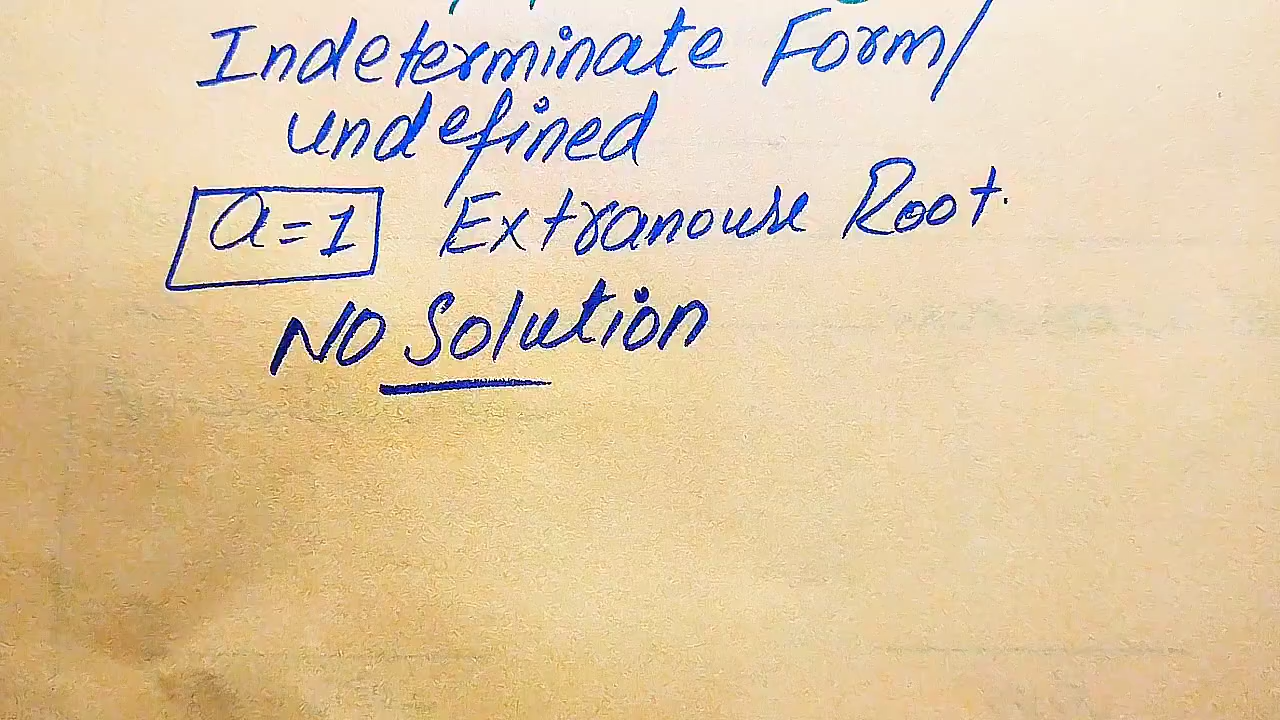 Indeterminate Form/
undefined
a=1 Extranouse Root.
No Solution